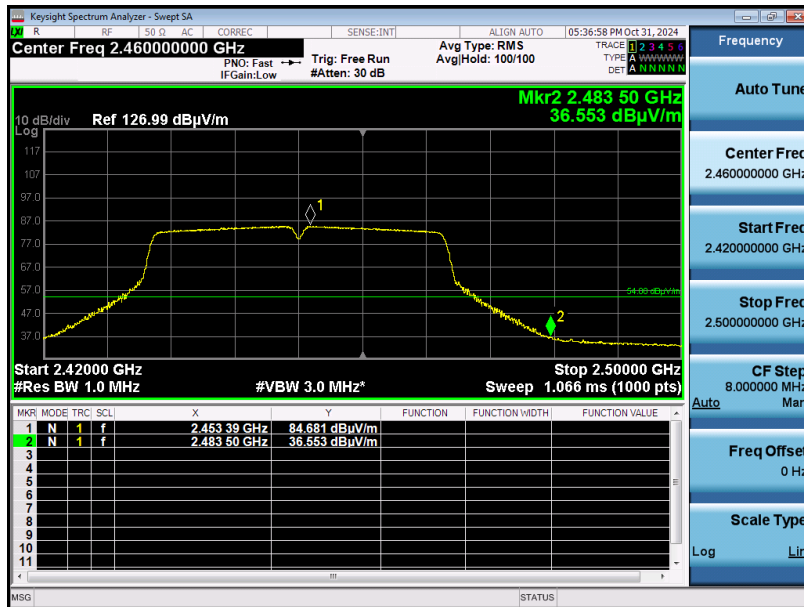 Keysight Spectrum Analyzer - Swept SA
LXI R RF 50 Ω AC CORREC SENSE:INT ALIGN AUTO 05:36:58 PM Oct 31, 2024
Center Freq 2.460000000 GHz
PNO: Fast
IFGain:Low
Trig: Free Run
#Atten: 30 dB
Avg Type: RMS
Avg|Hold: 100/100
TRACE 1 2 3 4 5 6
TYPE A WWWWW
DET A N N N N N
Mkr2 2.483 50 GHz
36.553 dBµV/m
10 dB/div Ref 126.99 dBµV/m
Log
117
107
97.0
87.0
77.0
67.0
57.0
47.0
37.0
1
54.00 dBµV/m
2
Start 2.42000 GHz Stop 2.50000 GHz
#Res BW 1.0 MHz #VBW 3.0 MHz* Sweep 1.066 ms (1000 pts)
MKR MODE TRC SCL X Y FUNCTION FUNCTION WIDTH FUNCTION VALUE
1 N 1 f 2.453 39 GHz 84.681 dBµV/m
2 N 1 f 2.483 50 GHz 36.553 dBµV/m
3
4
5
6
7
8
9
10
11
MSG STATUS
Frequency
Auto Tune
Center Freq
2.460000000 GHz
Start Freq
2.420000000 GHz
Stop Freq
2.500000000 GHz
CF Step
8.000000 MHz
Auto Man
Freq Offset
0 Hz
Scale Type
Log Lin